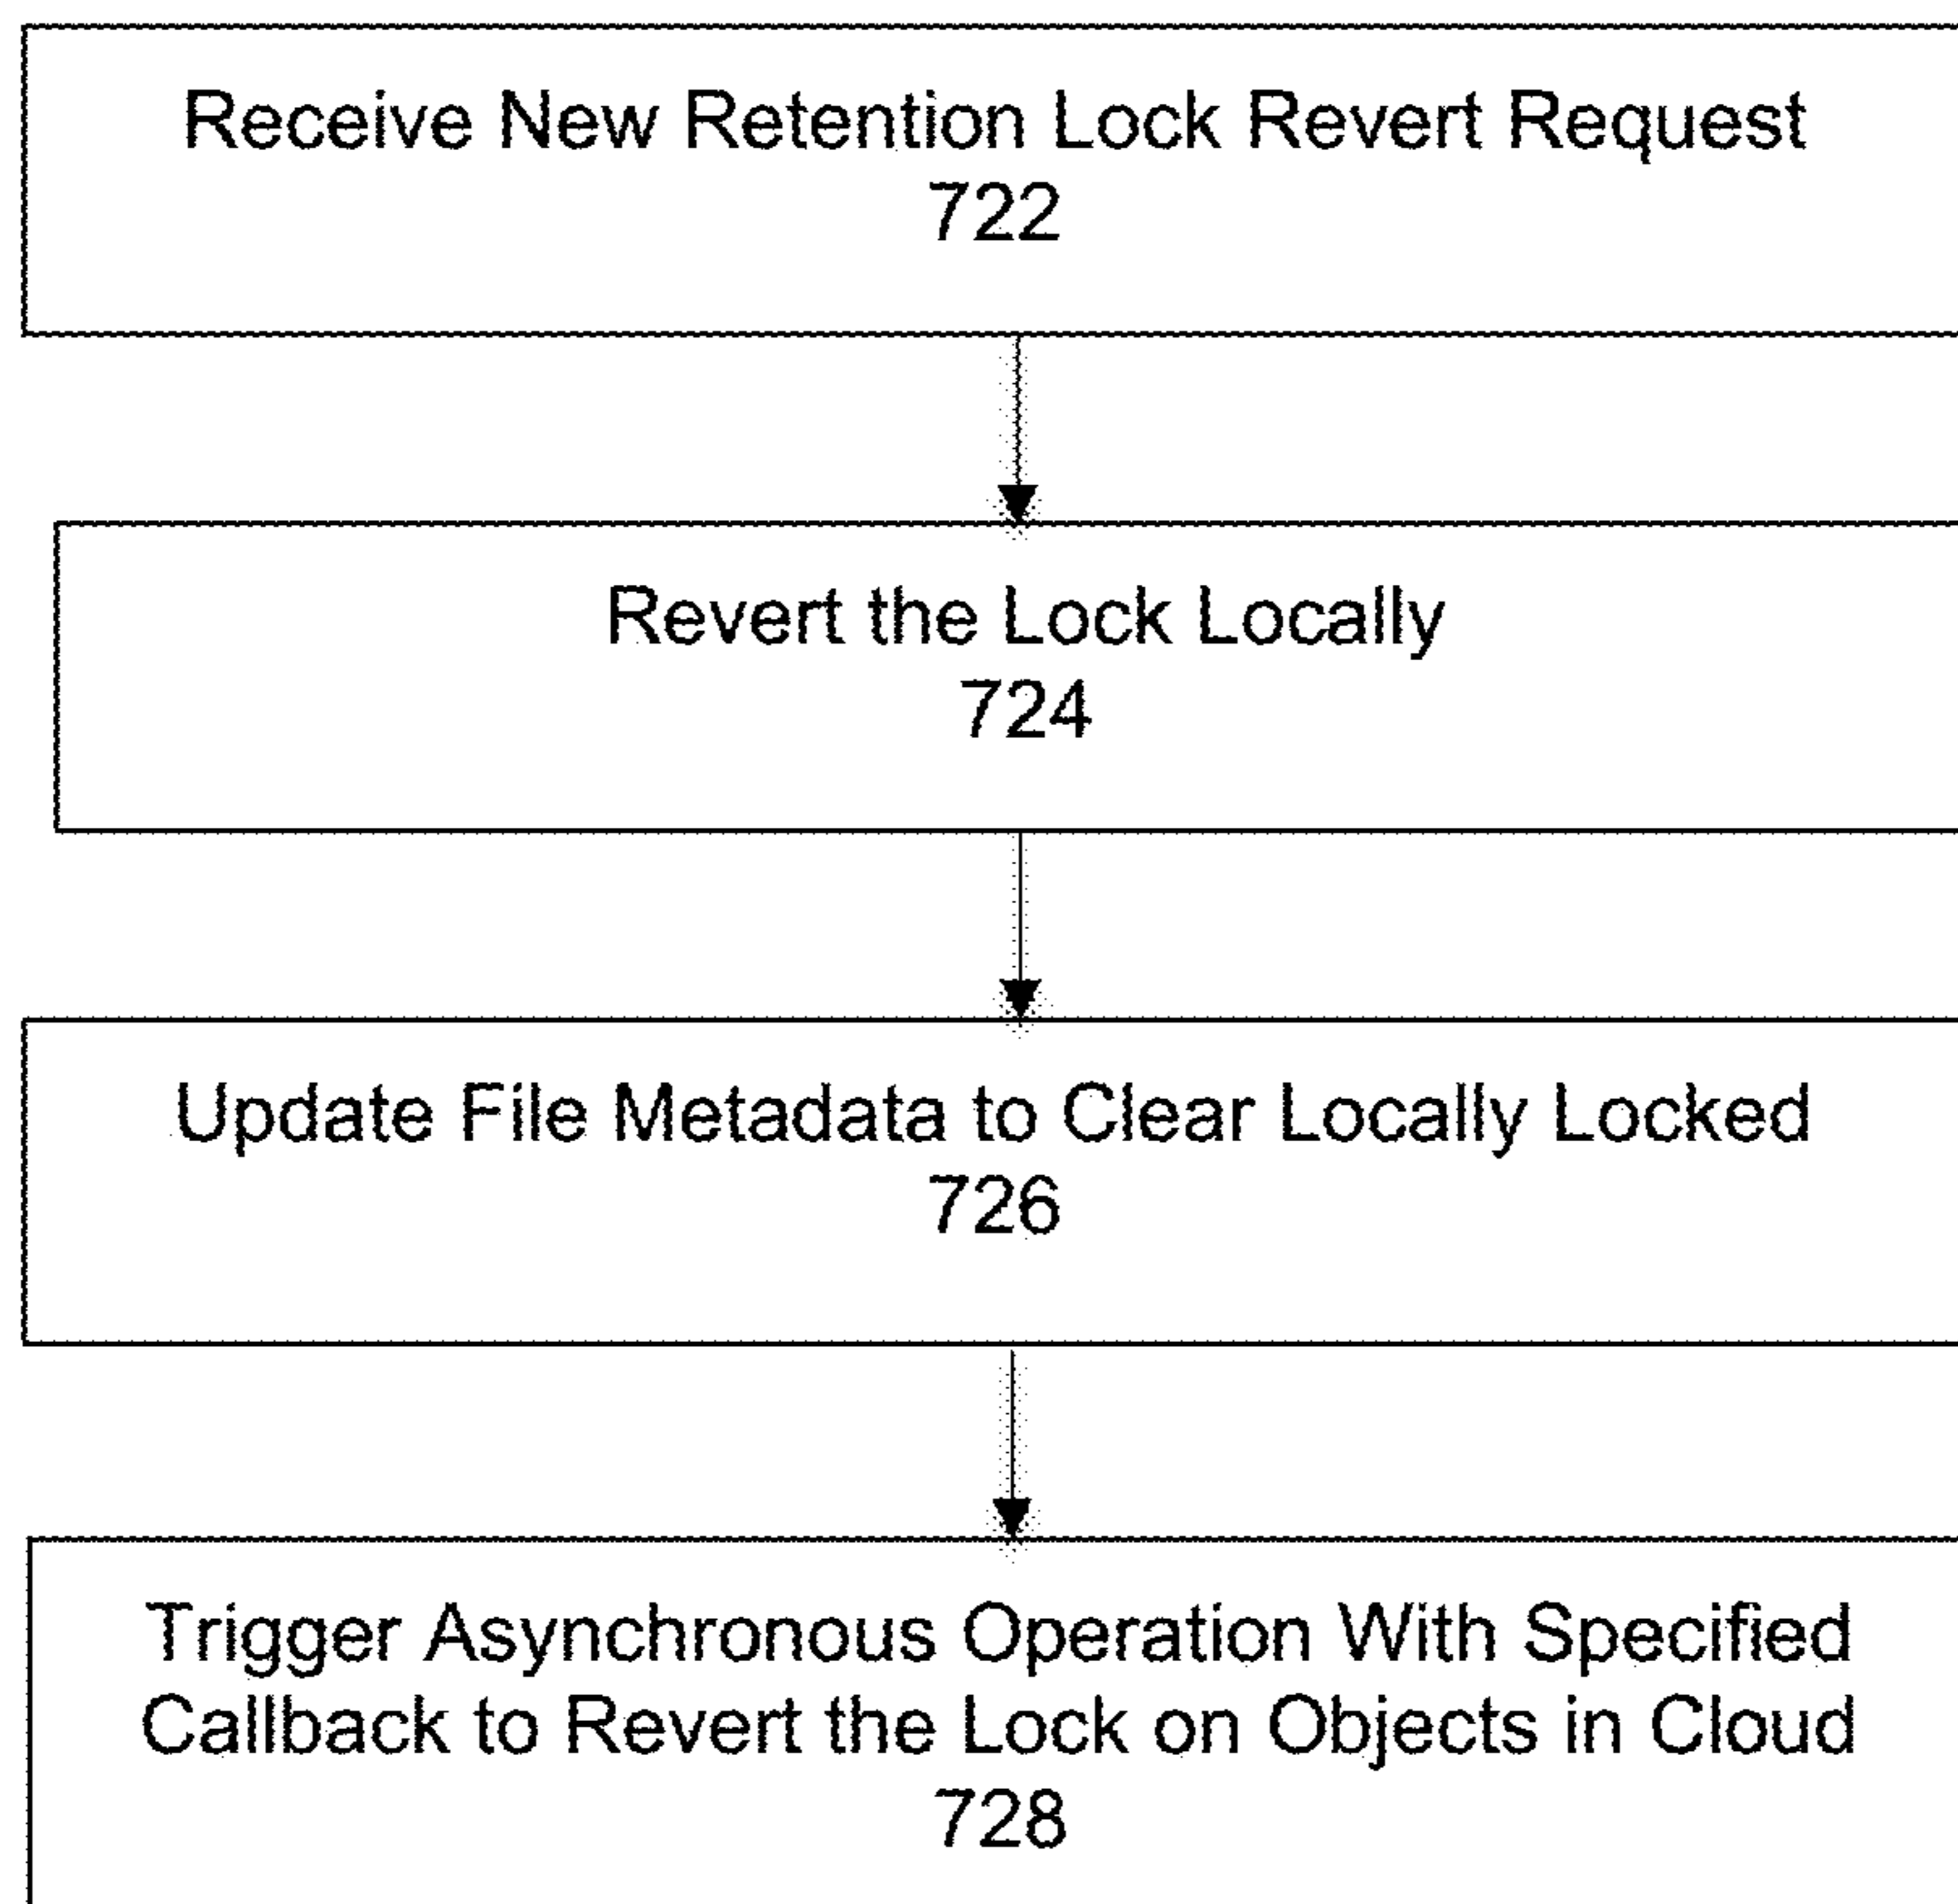 Receive New Retention Lock Revert Request
722
Revert the Lock Locally
724
Update File Metadata to Clear Locally Locked
726
Trigger Asynchronous Operation With Specified
Callback to Revert the Lock on Objects in Cloud
728